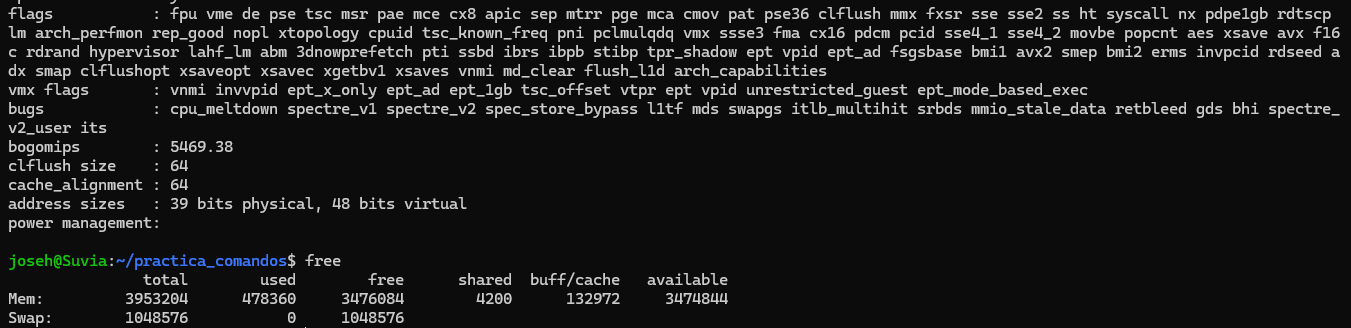 flags           : fpu vme de pse tsc msr pae mce cx8 apic sep mtrr pge mca cmov pat pse36 clflush mmx fxsr sse sse2 ss ht syscall nx pdpe1gb rdtscp
lm arch_perfmon rep_good nopl xtopology cpuid tsc_known_freq pni pclmulqdq vmx ssse3 fma cx16 pdcm pcid sse4_1 sse4_2 movbe popcnt aes xsave avx f16
c rdrand hypervisor lahf_lm abm 3dnowprefetch pti ssbd ibrs ibpb stibp tpr_shadow ept vpid ept_ad fsgsbase bmi1 avx2 smep bmi2 erms invpcid rdseed a
dx smap clflushopt xsaveopt xsavec xgetbv1 xsaves vnmi md_clear flush_l1d arch_capabilities
vmx flags       : vnmi invvpid ept_x_only ept_ad ept_1gb tsc_offset vtpr ept vpid unrestricted_guest ept_mode_based_exec
bugs            : cpu_meltdown spectre_v1 spectre_v2 spec_store_bypass l1tf mds swapgs itlb_multihit srbds mmio_stale_data retbleed gds bhi spectre_
v2_user its
bogomips        : 5469.38
clflush size    : 64
cache_alignment : 64
address sizes   : 39 bits physical, 48 bits virtual
power management:
joseh@Suvia:~/practica_comandos$ free
               total        used        free      shared  buff/cache   available
Mem:         3953204      478360     3476084        4200      132972     3474844
Swap:        1048576           0     1048576